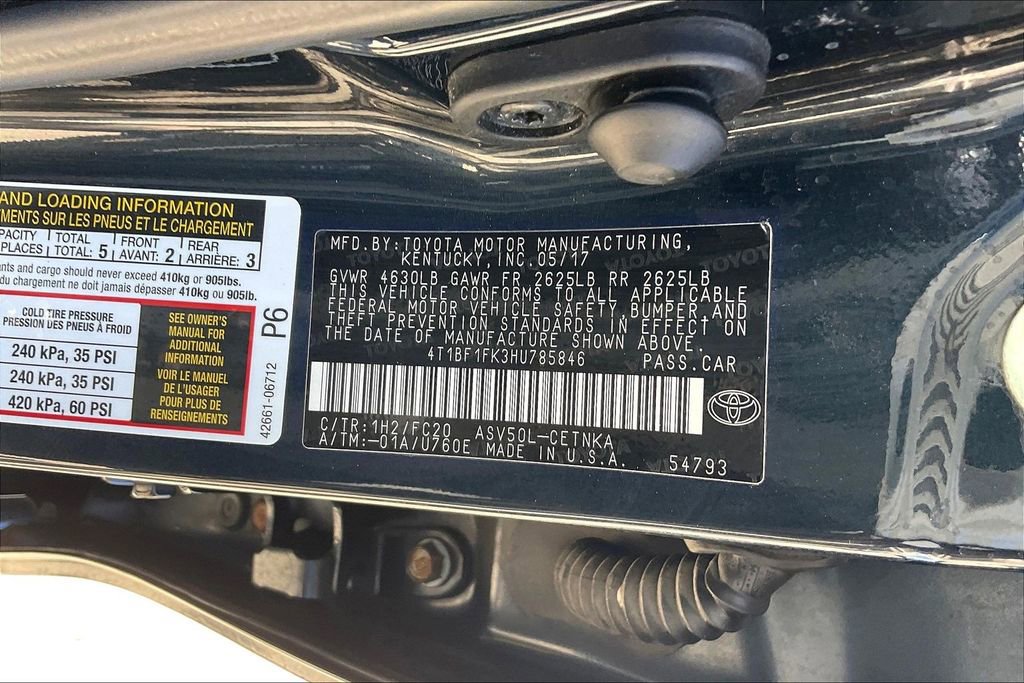 AND LOADING INFORMATION
MENTS SUR LES PNEUS ET LE CHARGEMENT
PACITY TOTAL FRONT REAR
PLACES TOTAL: 5 AVANT: 2 ARRIÈRE: 3
ants and cargo should never exceed 410kg or 905lbs.
du chargement ne doit jamais dépasser 410kg ou 905lb.
COLD TIRE PRESSURE
PRESSION DES PNEUS À FROID
240 kPa, 35 PSI
240 kPa, 35 PSI
420 kPa, 60 PSI
SEE OWNER'S
MANUAL FOR
ADDITIONAL
INFORMATION
VOIR LE MANUEL
DE L'USAGER
POUR PLUS DE
RENSEIGNEMENTS
P6
42661-06712
MFD.BY:TOYOTA MOTOR MANUFACTURING,
KENTUCKY,INC.05/17
GVWR 4630LB GAWR FR 2625LB RR 2625LB
THIS VEHICLE CONFORMS TO ALL APPLICABLE
FEDERAL MOTOR VEHICLE SAFETY,BUMPER,AND
THEFT PREVENTION STANDARDS IN EFFECT ON
THE DATE OF MANUFACTURE SHOWN ABOVE.
4T1BF1FK3HU785846 PASS.CAR
C/TR:1H2/FC20 ASV50L-CETNKA
A/TM:-01A/U760E MADE IN U.S.A. 54793